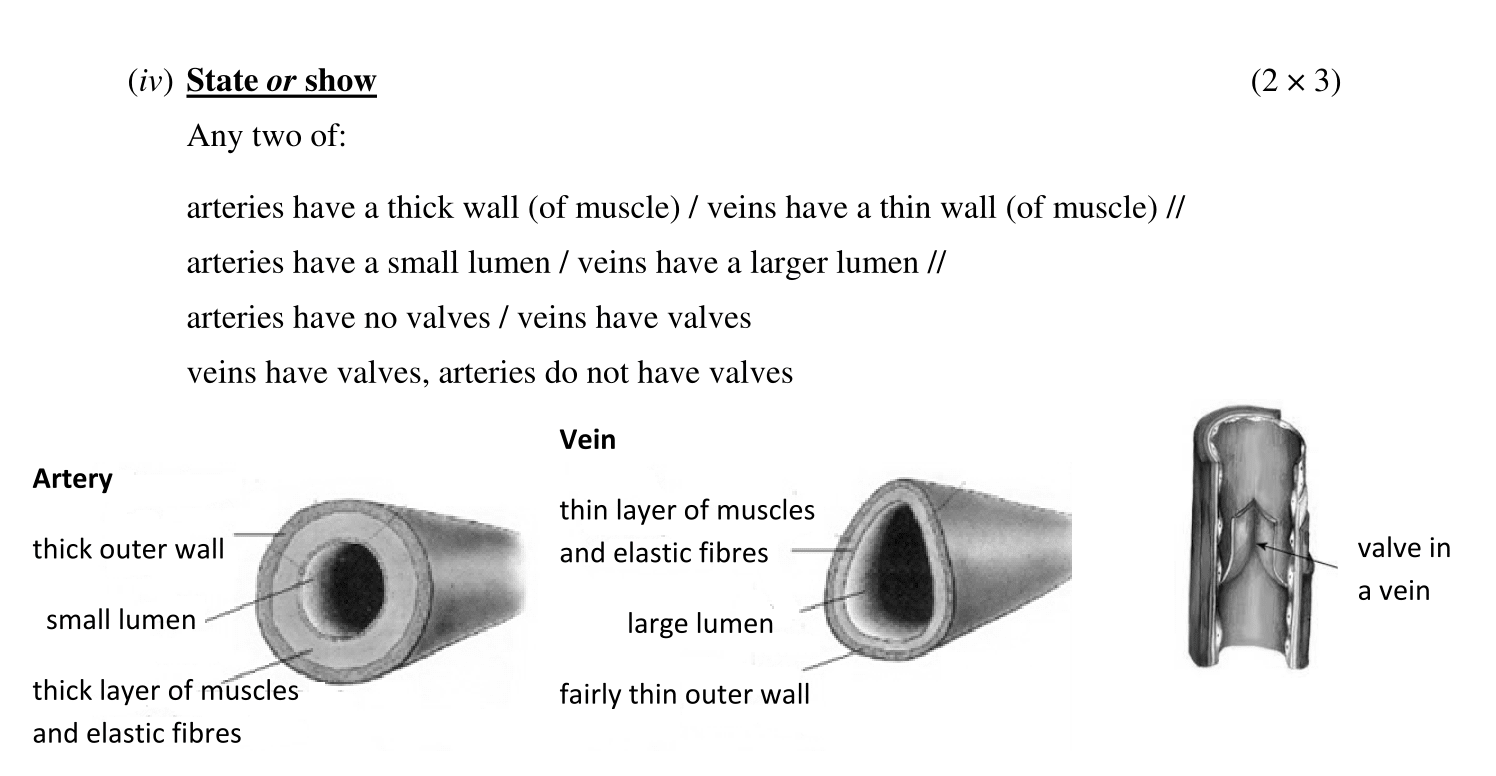 (iv) State or show (2 × 3)
Any two of:
arteries have a thick wall (of muscle) / veins have a thin wall (of muscle) //
arteries have a small lumen / veins have a larger lumen //
arteries have no valves / veins have valves
veins have valves, arteries do not have valves
Artery
thick outer wall
small lumen
thick layer of muscles
and elastic fibres
Vein
thin layer of muscles
and elastic fibres
large lumen
fairly thin outer wall
valve in
a vein